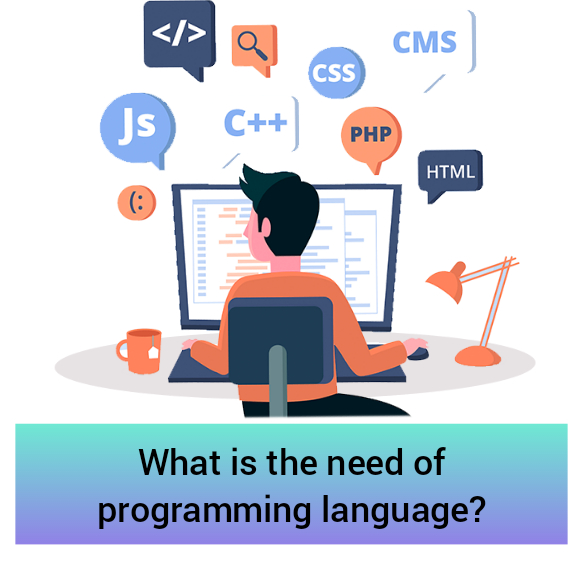 </>
CMS
CSS
Js
C++
PHP
HTML
(:
What is the need of
programming language?